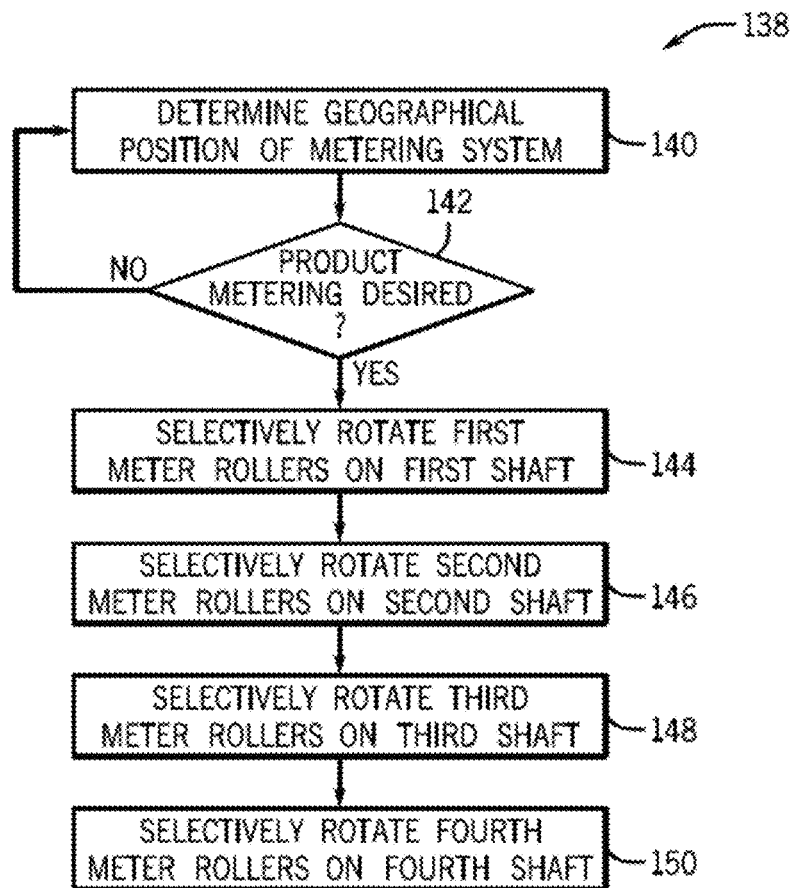 138
DETERMINE GEOGRAPHICAL
POSITION OF METERING SYSTEM
140
142
PRODUCT
METERING DESIRED
?
NO
YES
SELECTIVELY ROTATE FIRST
METER ROLLERS ON FIRST SHAFT
144
SELECTIVELY ROTATE SECOND
METER ROLLERS ON SECOND SHAFT
146
SELECTIVELY ROTATE THIRD
METER ROLLERS ON THIRD SHAFT
148
SELECTIVELY ROTATE FOURTH
METER ROLLERS ON FOURTH SHAFT
150